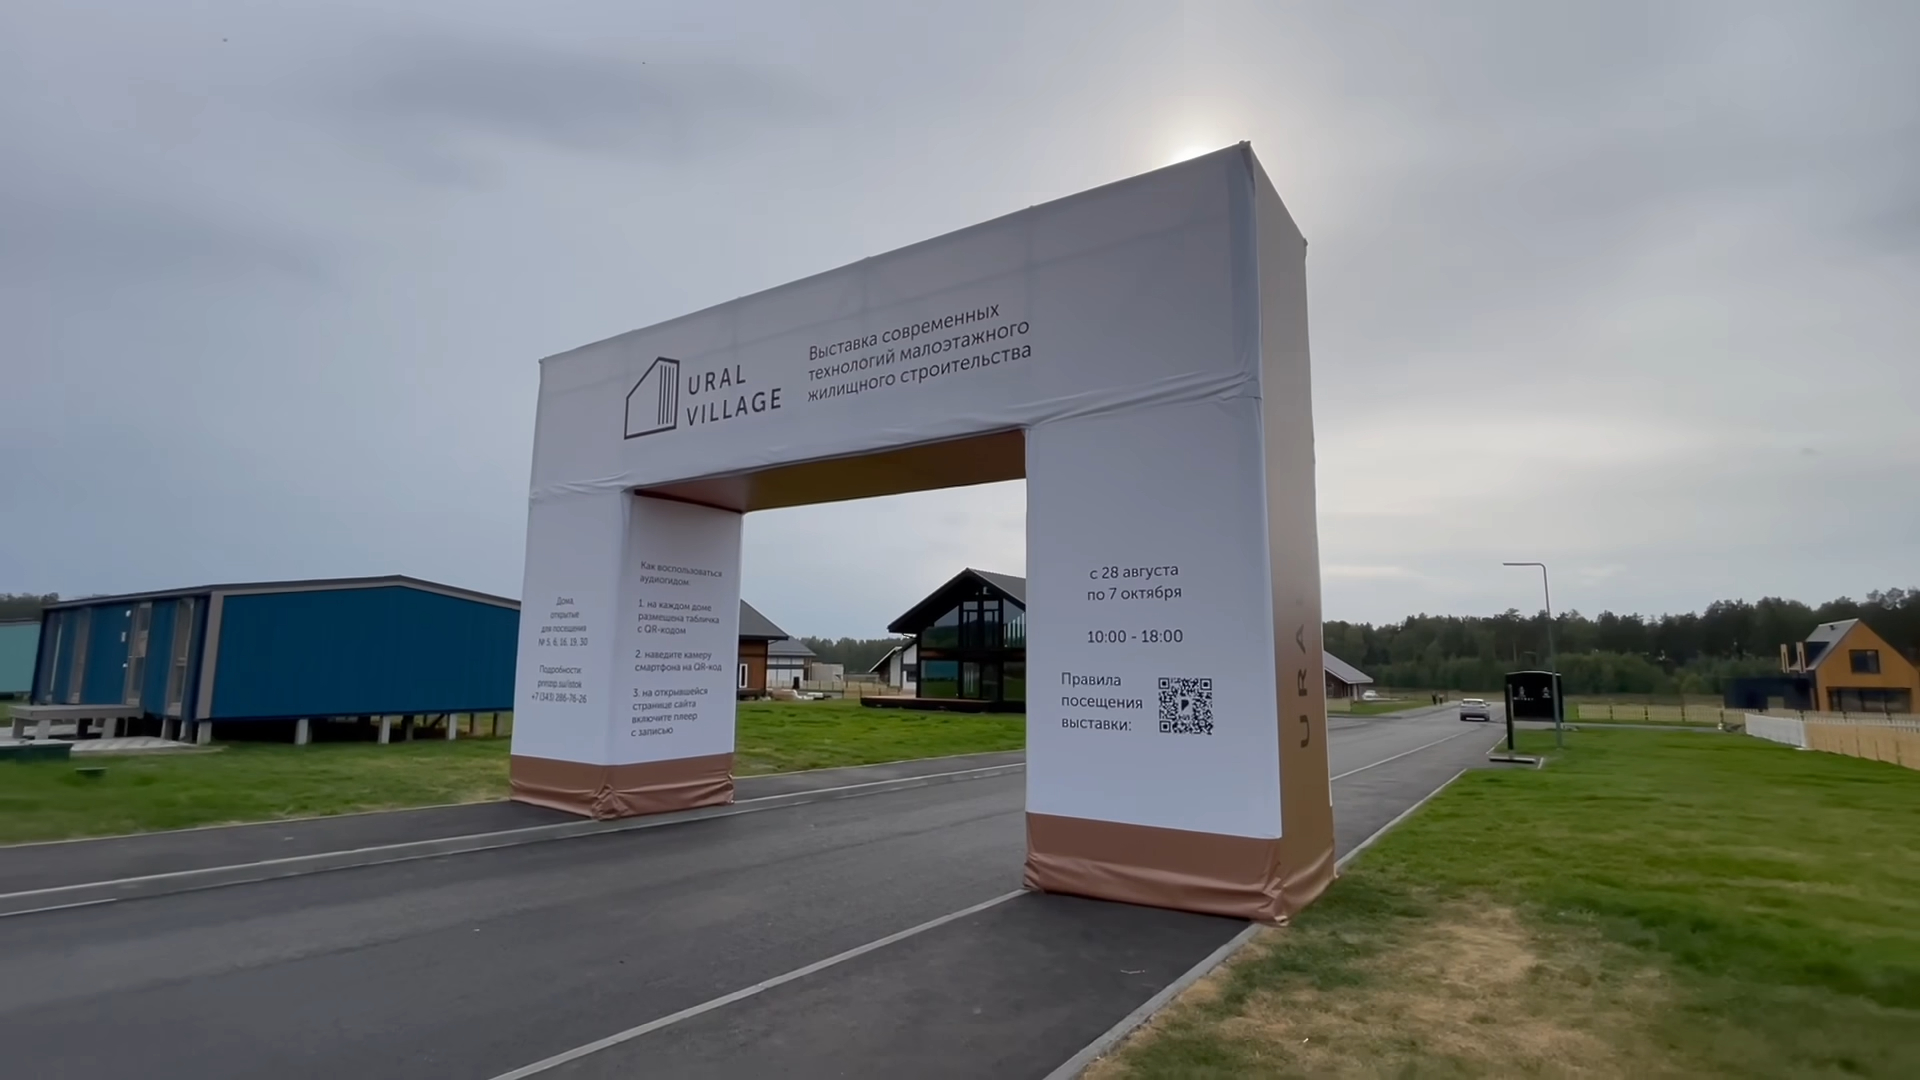 URAL
VILLAGE
Выставка современных
технологий малоэтажного
жилищного строительства
Дома,
открытые
для посещения
№ 5, 6, 16, 19, 30
Подробности:
+7 (343) 286-76-26
Как воспользоваться
аудиогидом:
1. на каждом доме
размещена табличка
с QR-кодом
2. наведите камеру
смартфона на QR-код
3. на открывшейся
странице сайта
включите плеер
с записью
с 28 августа
по 7 октября
10:00 - 18:00
Правила
посещения
выставки:
URA